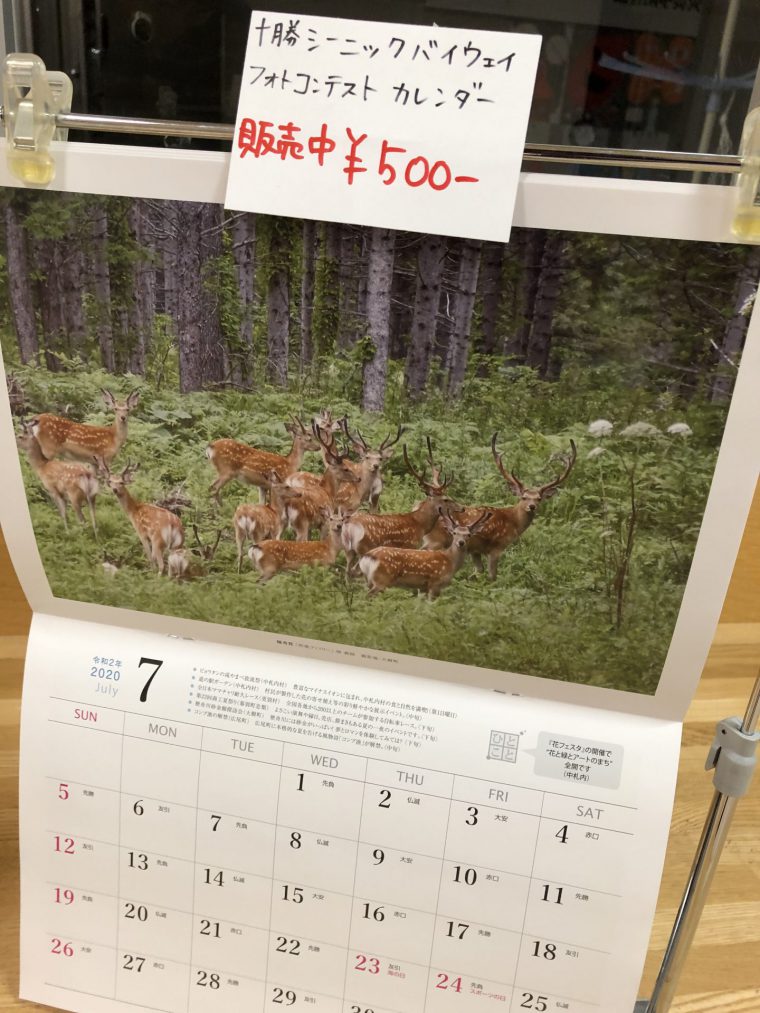 十勝シーニックバイウェイ
フォトコンテスト カレンダー
販売中¥500-
令和2年
2020
July
7
ひとこと
『花フェスタ』の開催で
"花と緑とアートのまち"
全開です
(中札内)
SUN MON TUE WED THU FRI SAT
1 先負 2 仏滅 3 大安 4 赤口
5 先勝 6 友引 7 先負 8 仏滅 9 大安 10 赤口 11 先勝
12 友引 13 先負 14 仏滅 15 大安 16 赤口 17 先勝 18 友引
19 先負 20 仏滅 21 赤口 22 先勝 23 友引 海の日 24 先負 スポーツの日 25 仏滅
26 大安 27 赤口 28 先勝 29 友引 30